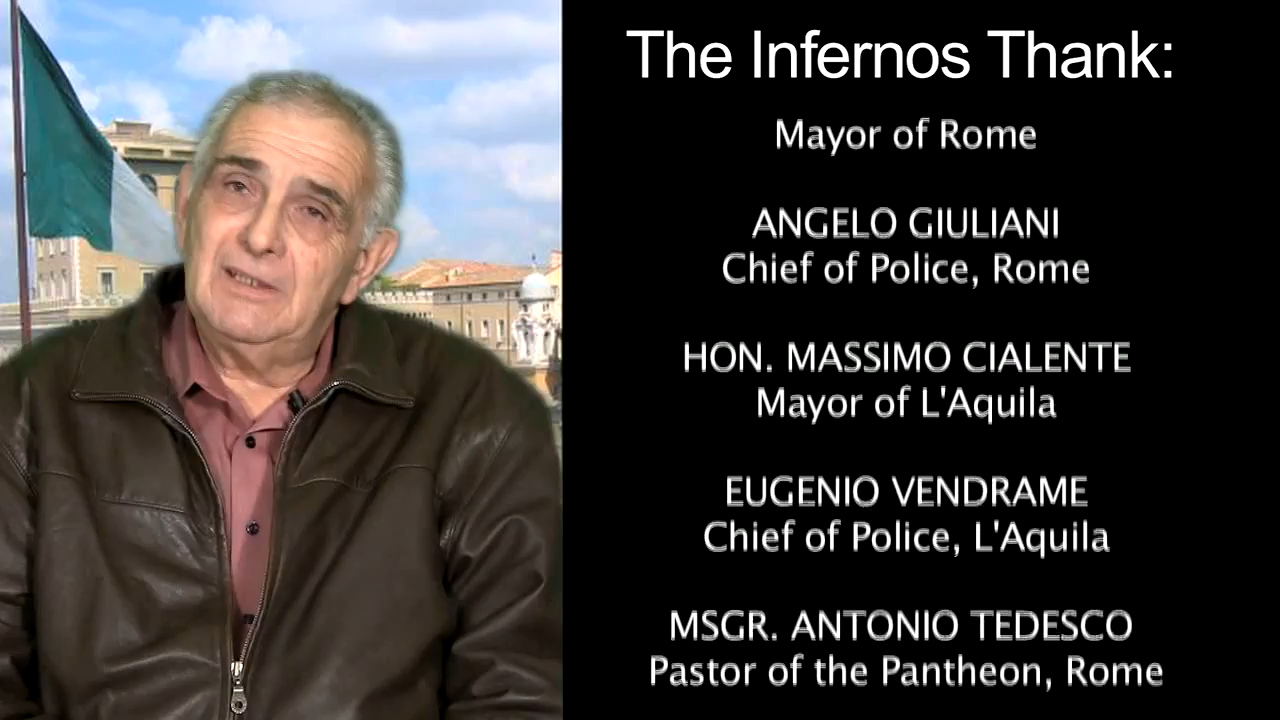 The Infernos Thank:
Mayor of Rome
ANGELO GIULIANI
Chief of Police, Rome
HON. MASSIMO CIALENTE
Mayor of L'Aquila
EUGENIO VENDRAME
Chief of Police, L'Aquila
MSGR. ANTONIO TEDESCO
Pastor of the Pantheon, Rome